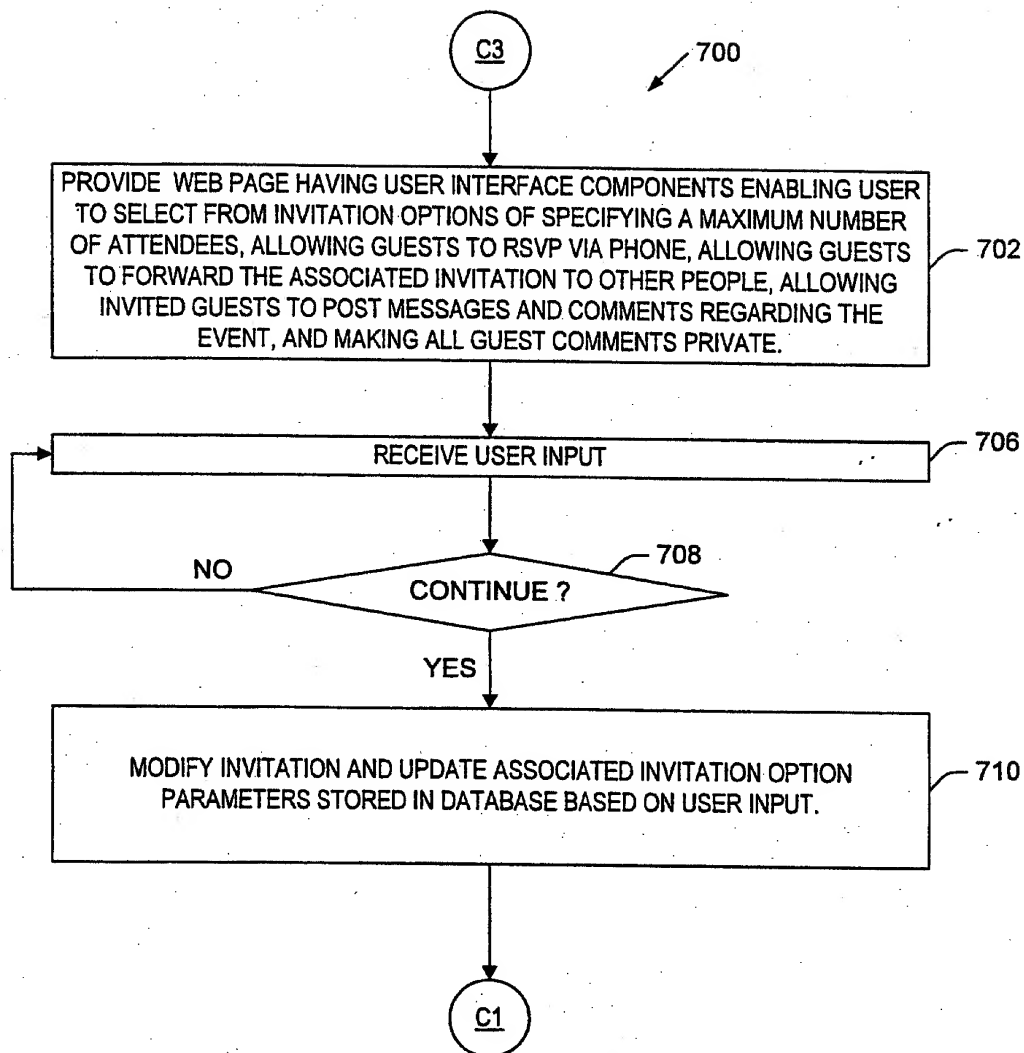 C3
700
PROVIDE WEB PAGE HAVING USER INTERFACE COMPONENTS ENABLING USER
TO SELECT FROM INVITATION OPTIONS OF SPECIFYING A MAXIMUM NUMBER
OF ATTENDEES, ALLOWING GUESTS TO RSVP VIA PHONE, ALLOWING GUESTS
TO FORWARD THE ASSOCIATED INVITATION TO OTHER PEOPLE, ALLOWING
INVITED GUESTS TO POST MESSAGES AND COMMENTS REGARDING THE
EVENT, AND MAKING ALL GUEST COMMENTS PRIVATE.
702
RECEIVE USER INPUT
706
708
NO
CONTINUE ?
YES
MODIFY INVITATION AND UPDATE ASSOCIATED INVITATION OPTION
PARAMETERS STORED IN DATABASE BASED ON USER INPUT.
710
C1